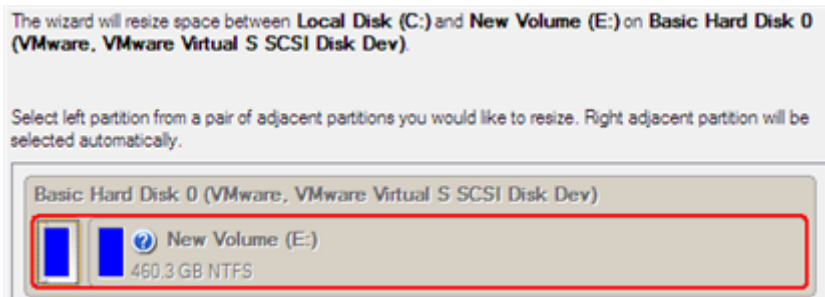 The wizard will resize space between Local Disk (C:) and New Volume (E:) on Basic Hard Disk 0
(VMware, VMware Virtual S SCSI Disk Dev).
Select left partition from a pair of adjacent partitions you would like to resize. Right adjacent partition will be
selected automatically.
Basic Hard Disk 0 (VMware, VMware Virtual S SCSI Disk Dev)
? New Volume (E:)
460.3 GB NTFS